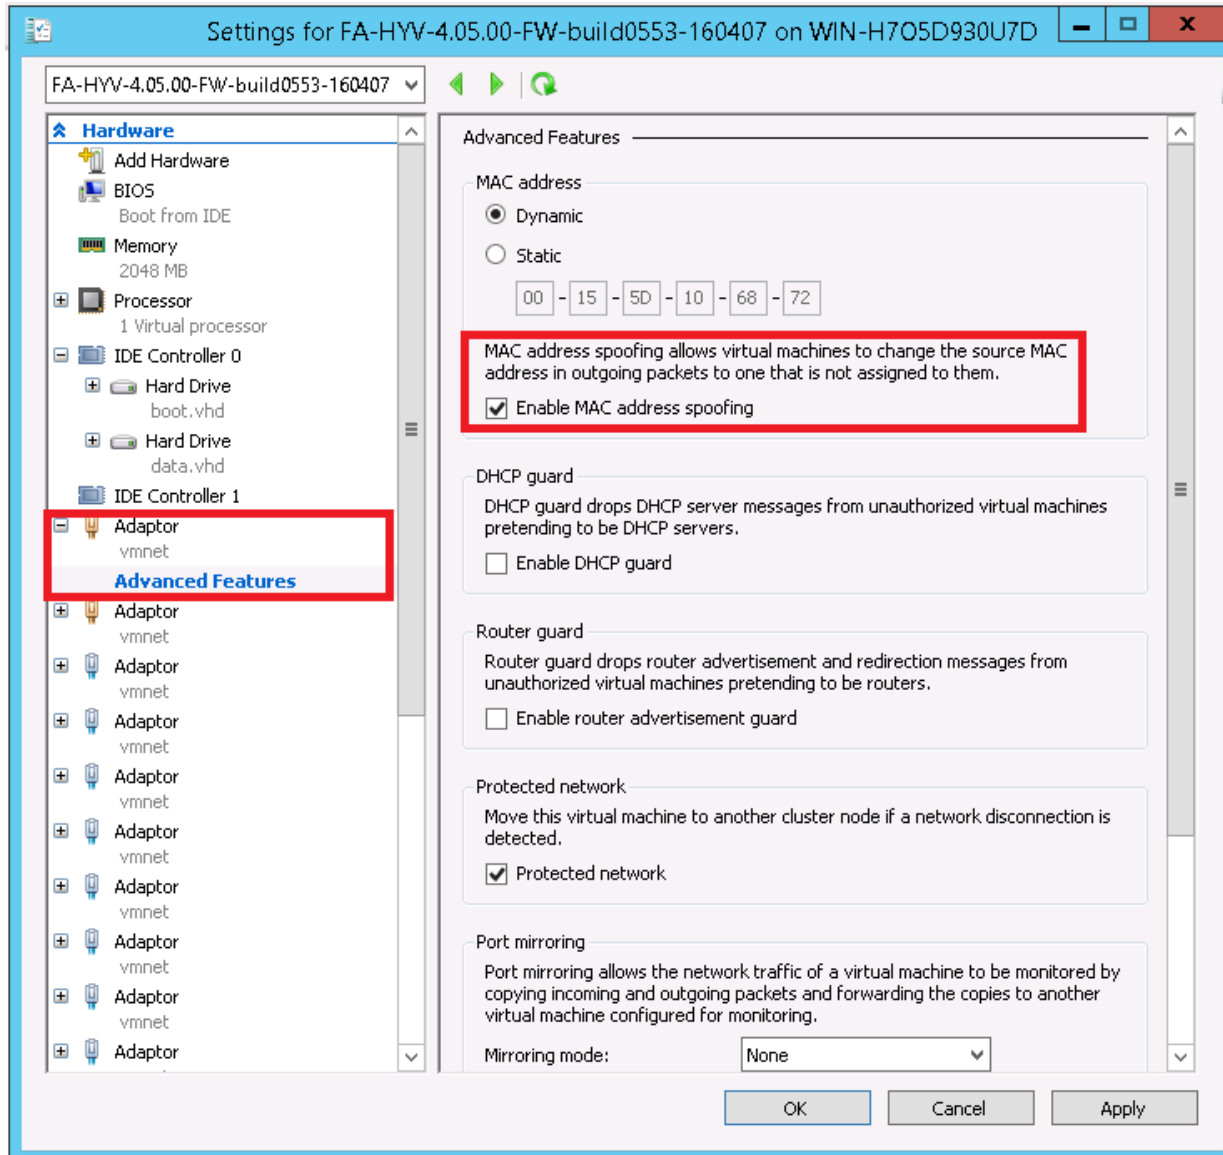 Settings for FA-HYV-4.05.00-FW-build0553-160407 on WIN-H7O5D930U7D
FA-HYV-4.05.00-FW-build0553-160407
Hardware
Add Hardware
BIOS
Boot from IDE
Memory
2048 MB
Processor
1 Virtual processor
IDE Controller 0
Hard Drive
boot.vhd
Hard Drive
data.vhd
IDE Controller 1
Adaptor
vmnet
Advanced Features
Adaptor
vmnet
Adaptor
vmnet
Adaptor
vmnet
Adaptor
vmnet
Adaptor
vmnet
Adaptor
vmnet
Adaptor
vmnet
Adaptor
vmnet
Adaptor
Advanced Features
MAC address
Dynamic
Static
00 - 15 - 5D - 10 - 68 - 72
MAC address spoofing allows virtual machines to change the source MAC
address in outgoing packets to one that is not assigned to them.
Enable MAC address spoofing
DHCP guard
DHCP guard drops DHCP server messages from unauthorized virtual machines
pretending to be DHCP servers.
Enable DHCP guard
Router guard
Router guard drops router advertisement and redirection messages from
unauthorized virtual machines pretending to be routers.
Enable router advertisement guard
Protected network
Move this virtual machine to another cluster node if a network disconnection is
detected.
Protected network
Port mirroring
Port mirroring allows the network traffic of a virtual machine to be monitored by
copying incoming and outgoing packets and forwarding the copies to another
virtual machine configured for monitoring.
Mirroring mode: None
OK Cancel Apply